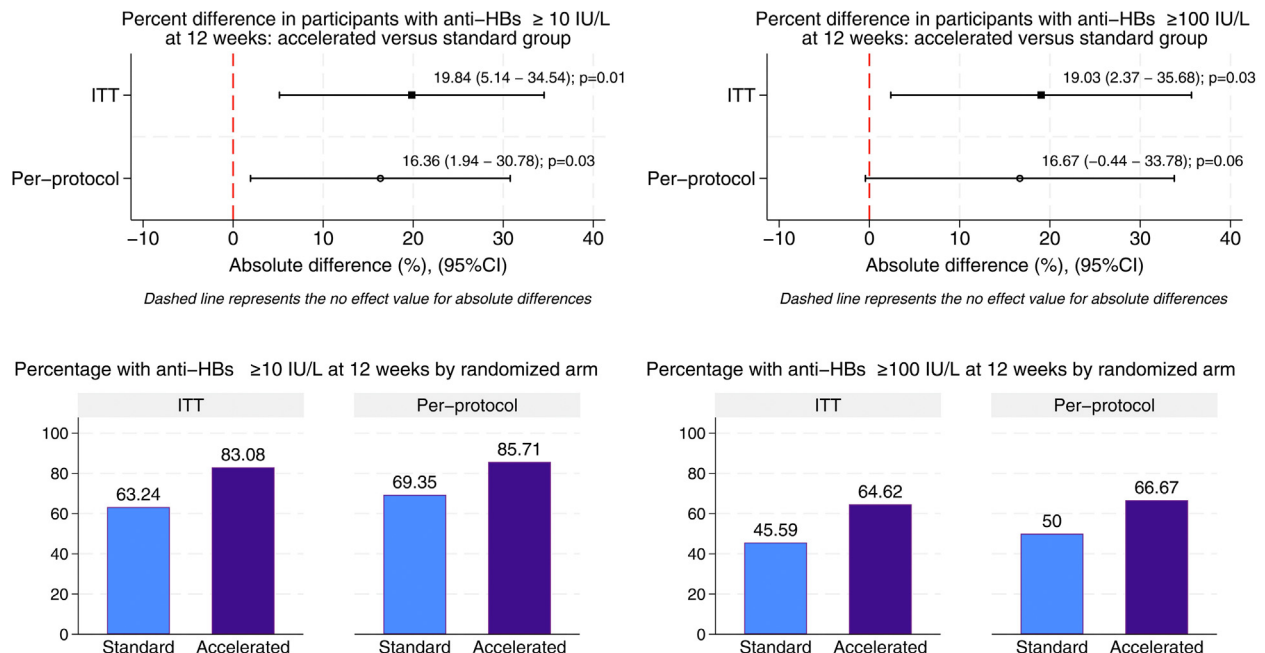 Percent difference in participants with anti−HBs ≥ 10 IU/L
at 12 weeks: accelerated versus standard group
19.84 (5.14 − 34.54); p=0.01
ITT
16.36 (1.94 − 30.78); p=0.03
Per−protocol
−10 0 10 20 30 40
Absolute difference (%), (95%CI)
Dashed line represents the no effect value for absolute differences
Percent difference in participants with anti−HBs ≥100 IU/L
at 12 weeks: accelerated versus standard group
19.03 (2.37 − 35.68); p=0.03
ITT
16.67 (−0.44 − 33.78); p=0.06
Per−protocol
−10 0 10 20 30 40
Absolute difference (%), (95%CI)
Dashed line represents the no effect value for absolute differences
Percentage with anti−HBs ≥10 IU/L at 12 weeks by randomized arm
ITT Per−protocol
100
80
60
40
20
0
63.24 83.08 69.35 85.71
Standard Accelerated Standard Accelerated
Percentage with anti−HBs ≥100 IU/L at 12 weeks by randomized arm
ITT Per−protocol
100
80
60
40
20
0
45.59 64.62 50 66.67
Standard Accelerated Standard Accelerated